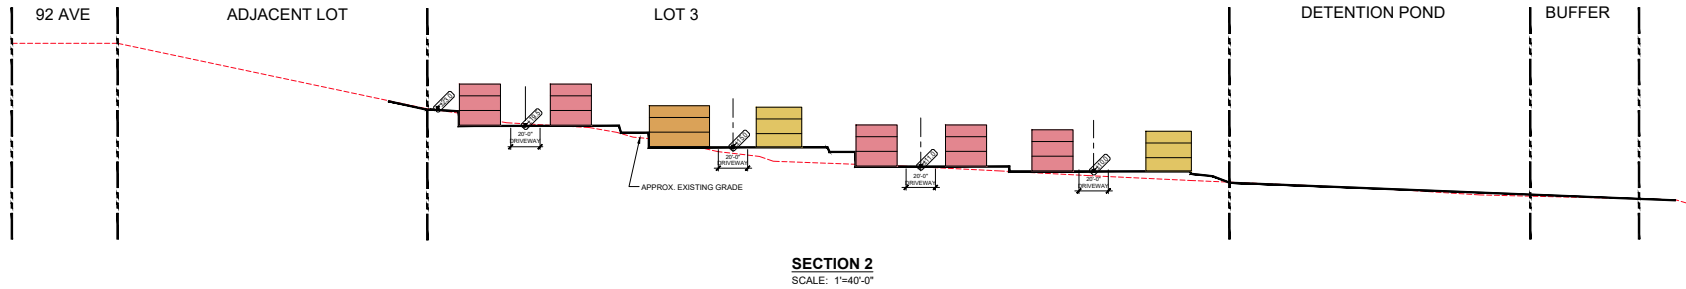 92 AVE
ADJACENT LOT
LOT 3
DETENTION POND
BUFFER
20'-0"
DRIVEWAY
20'-0"
DRIVEWAY
20'-0"
DRIVEWAY
20'-0"
DRIVEWAY
APPROX. EXISTING GRADE
SECTION 2
SCALE: 1'=40'-0"